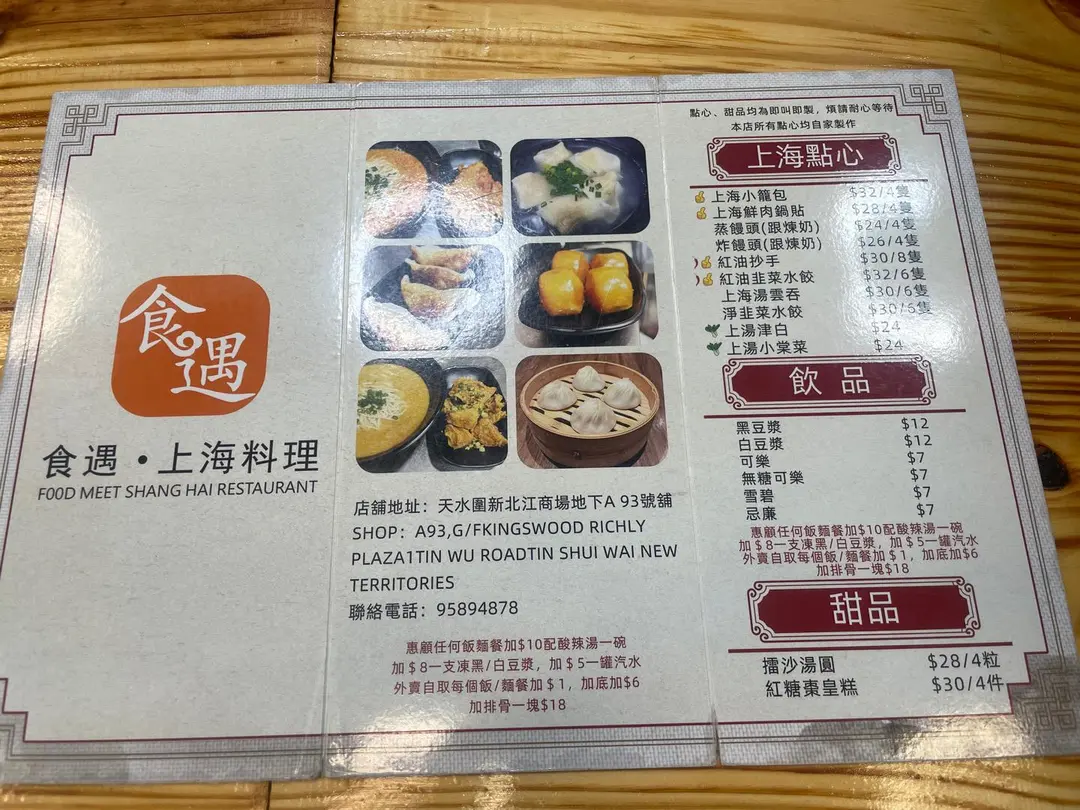 食遇
食遇·上海料理
FOOD MEET SHANG HAI RESTAURANT
店舖地址：天水圍新北江商場地下A 93號舖
SHOP：A93,G/FKINGSWOOD RICHLY
PLAZA1TIN WU ROADTIN SHUI WAI NEW
TERRITORIES
聯絡電話：95894878
惠顧任何飯麵餐加$10配酸辣湯一碗
加＄8一支凍黑/白豆漿，加＄5一罐汽水
外賣自取每個飯/麵餐加＄1，加底加$6
加排骨一塊$18
點心、甜品均為即叫即製，煩請耐心等待
本店所有點心均自家製作
上海點心
上海小籠包 $32/4隻
上海鮮肉鍋貼 $28/4隻
蒸饅頭(跟煉奶) $24/4隻
炸饅頭(跟煉奶) $26/4隻
紅油抄手 $30/8隻
紅油韭菜水餃 $32/6隻
上海湯雲吞 $30/6隻
淨韭菜水餃 $30/6隻
上湯津白 $24
上湯小棠菜 $24
飲品
黑豆漿 $12
白豆漿 $12
可樂 $7
無糖可樂 $7
雪碧 $7
忌廉 $7
惠顧任何飯麵餐加$10配酸辣湯一碗
加＄8一支凍黑/白豆漿，加＄5一罐汽水
外賣自取每個飯/麵餐加＄1，加底加$6
加排骨一塊$18
甜品
擂沙湯圓 $28/4粒
紅糖棗皇糕 $30/4件